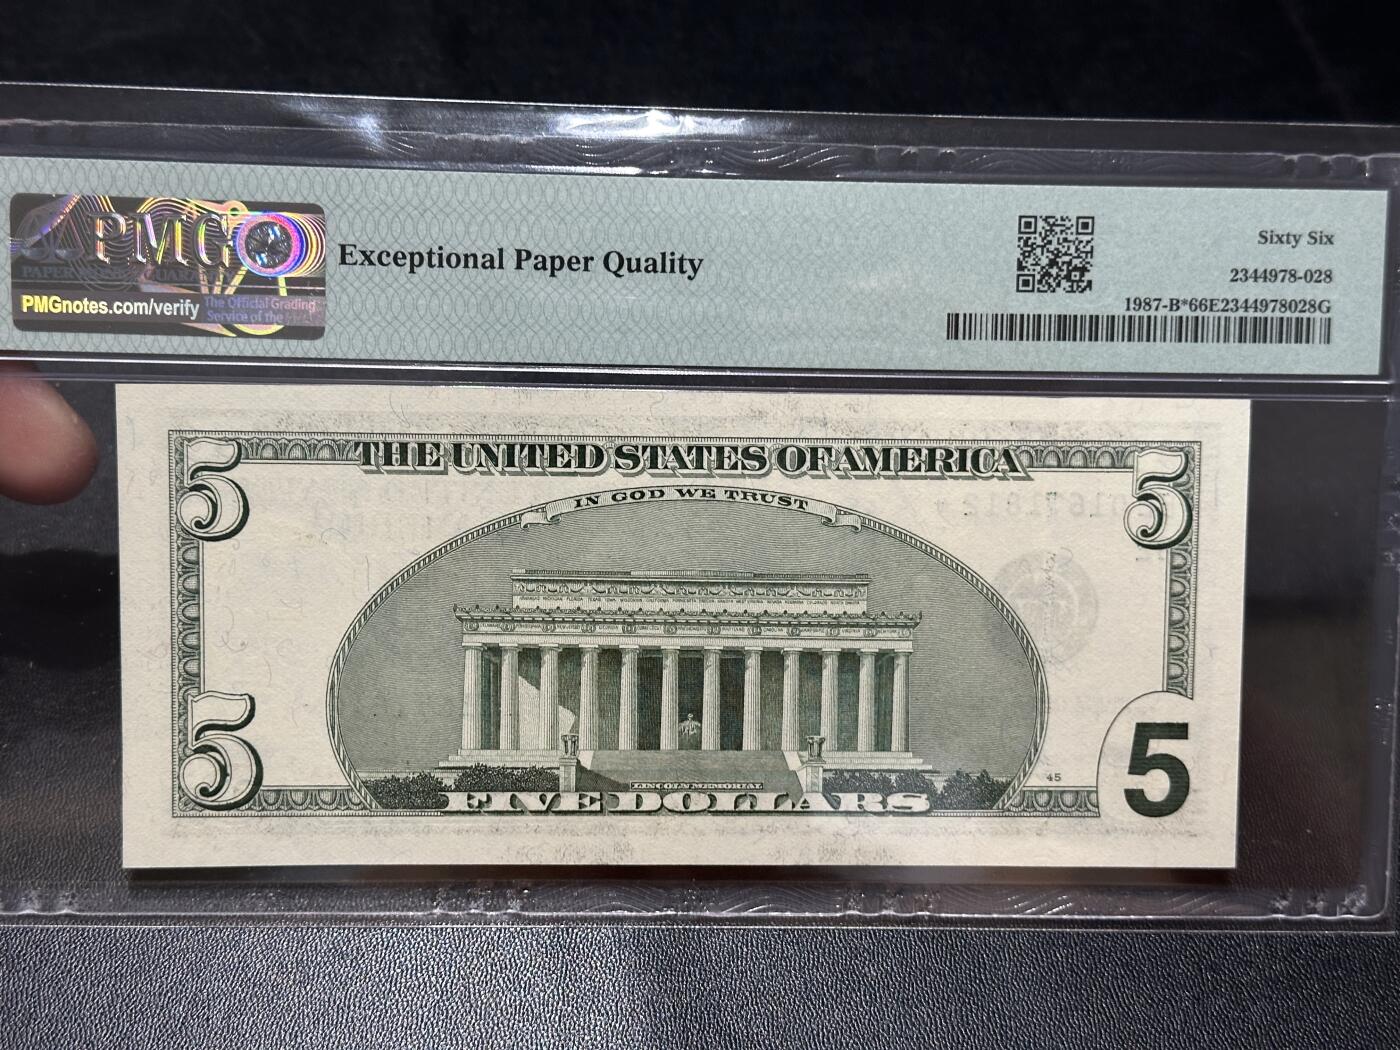 PMG
PMGnotes.com/verify
The Official Grading
Service of the
Exceptional Paper Quality
Sixty Six
2344978-028
1987-B*66E2344978028G
5 THE UNITED STATES OF AMERICA 5
IN GOD WE TRUST
LINCOLN MEMORIAL
45
5 FIVE DOLLARS 5